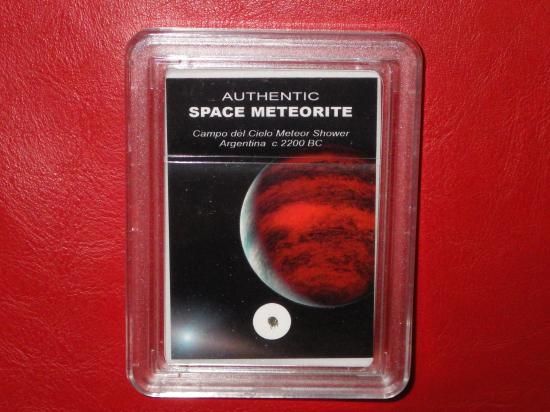 AUTHENTIC
SPACE METEORITE
Campo del Cielo Meteor Shower
Argentina c 2200 BC